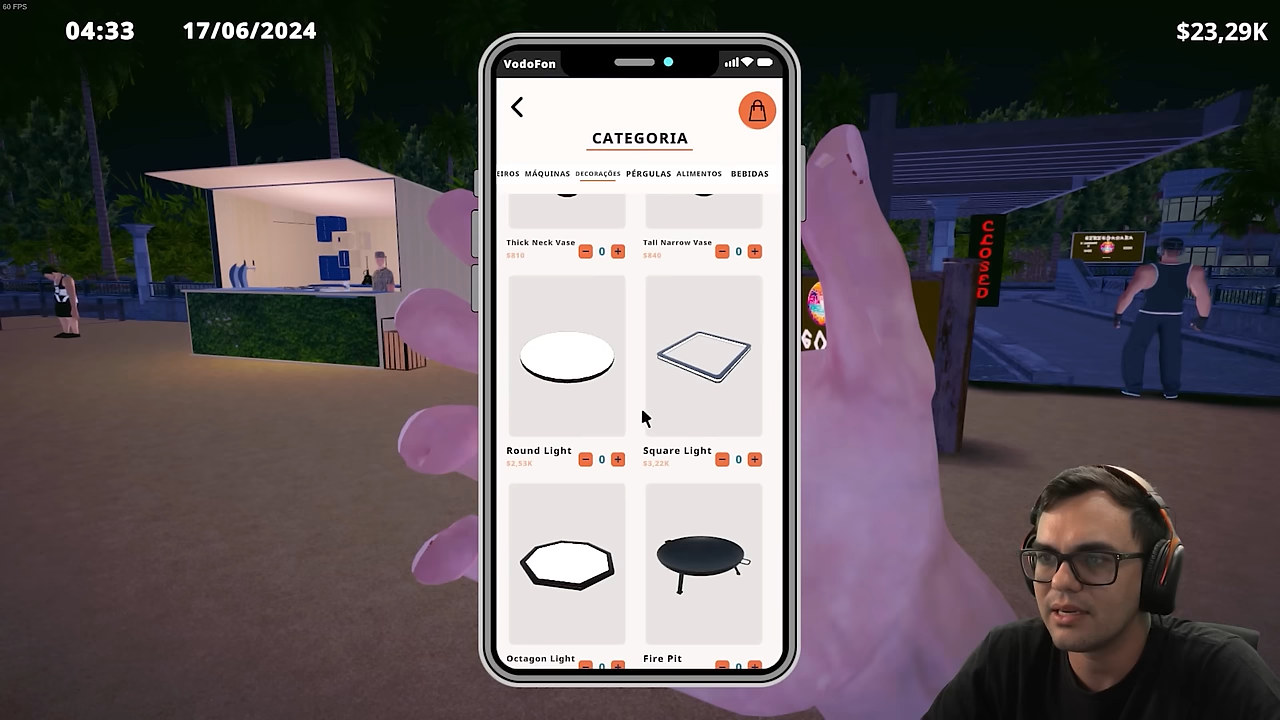 60 FPS
04:33
17/06/2024
$23,29K
VodoFon
CATEGORIA
EIROS MÁQUINAS DECORAÇÕES PÉRGULAS ALIMENTOS BEBIDAS
Thick Neck Vase
$810
0
Tall Narrow Vase
$840
0
Round Light
$2,53K
0
Square Light
$3,22K
0
Octagon Light
0
Fire Pit
0
CLOSED